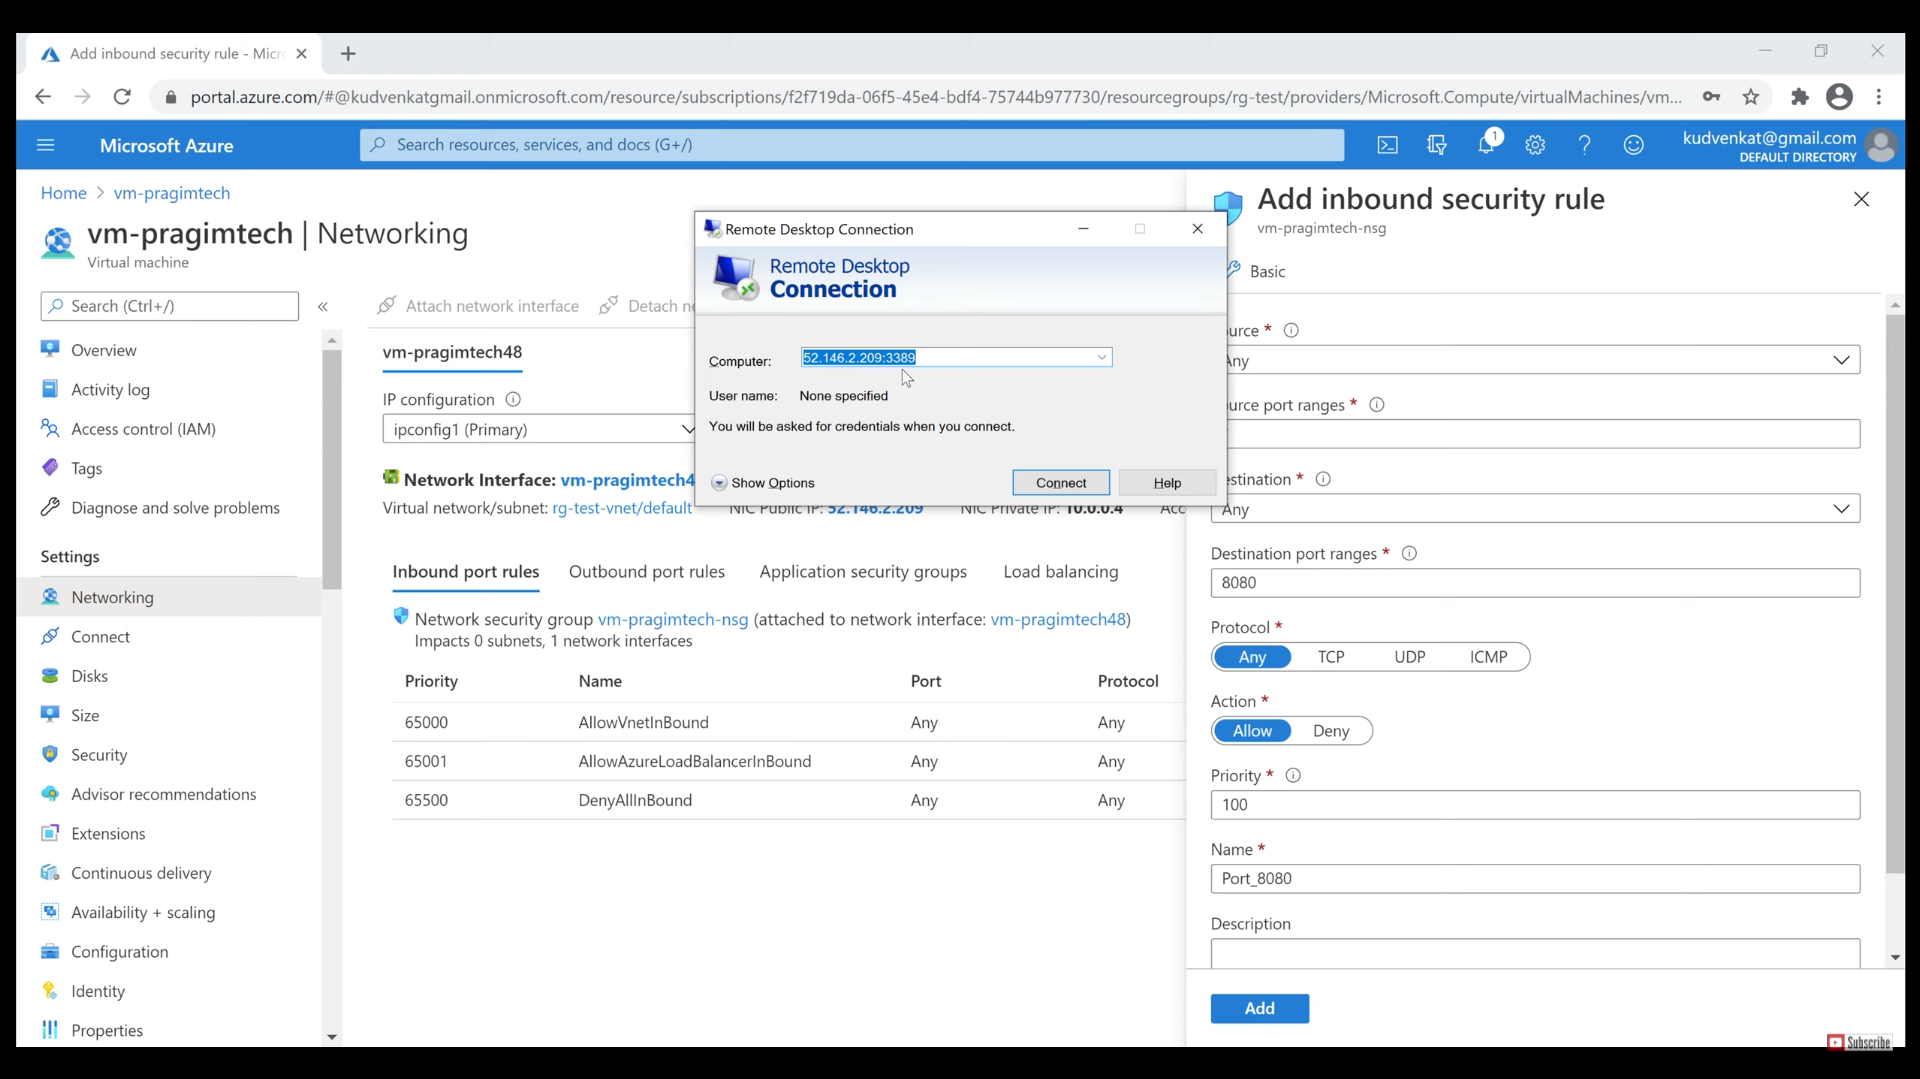 Add inbound security rule - Micr
portal.azure.com/#@kudvenkatgmail.onmicrosoft.com/resource/subscriptions/f2f719da-06f5-45e4-bdf4-75744b977730/resourcegroups/rg-test/providers/Microsoft.Compute/virtualMachines/vm...
Microsoft Azure
Search resources, services, and docs (G+/)
1
kudvenkat@gmail.com
DEFAULT DIRECTORY
Home > vm-pragimtech
vm-pragimtech | Networking
Virtual machine
Search (Ctrl+/)
«
Overview
Activity log
Access control (IAM)
Tags
Diagnose and solve problems
Settings
Networking
Connect
Disks
Size
Security
Advisor recommendations
Extensions
Continuous delivery
Availability + scaling
Configuration
Identity
Properties
Attach network interface
Detach ne
vm-pragimtech48
IP configuration
ipconfig1 (Primary)
Network Interface: vm-pragimtech4
Virtual network/subnet: rg-test-vnet/default NIC Public IP: 52.146.2.209 NIC Private IP: 10.0.0.4 Acc
Inbound port rules Outbound port rules Application security groups Load balancing
Network security group vm-pragimtech-nsg (attached to network interface: vm-pragimtech48)
Impacts 0 subnets, 1 network interfaces
Priority Name Port Protocol
65000 AllowVnetInBound Any Any
65001 AllowAzureLoadBalancerInBound Any Any
65500 DenyAllInBound Any Any
Remote Desktop Connection
Remote Desktop
Connection
Computer: 52.146.2.209:3389
User name: None specified
You will be asked for credentials when you connect.
Show Options
Connect
Help
Add inbound security rule
vm-pragimtech-nsg
Basic
urce *
Any
urce port ranges *
estination *
Any
Destination port ranges *
8080
Protocol *
Any TCP UDP ICMP
Action *
Allow Deny
Priority *
100
Name *
Port_8080
Description
Add
Subscribe